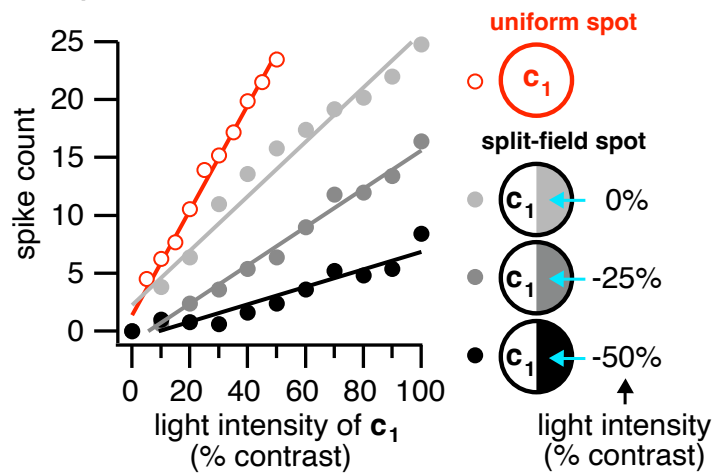 uniform spot
c1
split-field spot
c1 0%
c1 -25%
c1 -50%
light intensity
(% contrast)
spike count
25
20
15
10
5
0
0 20 40 60 80 100
light intensity of c1
(% contrast)